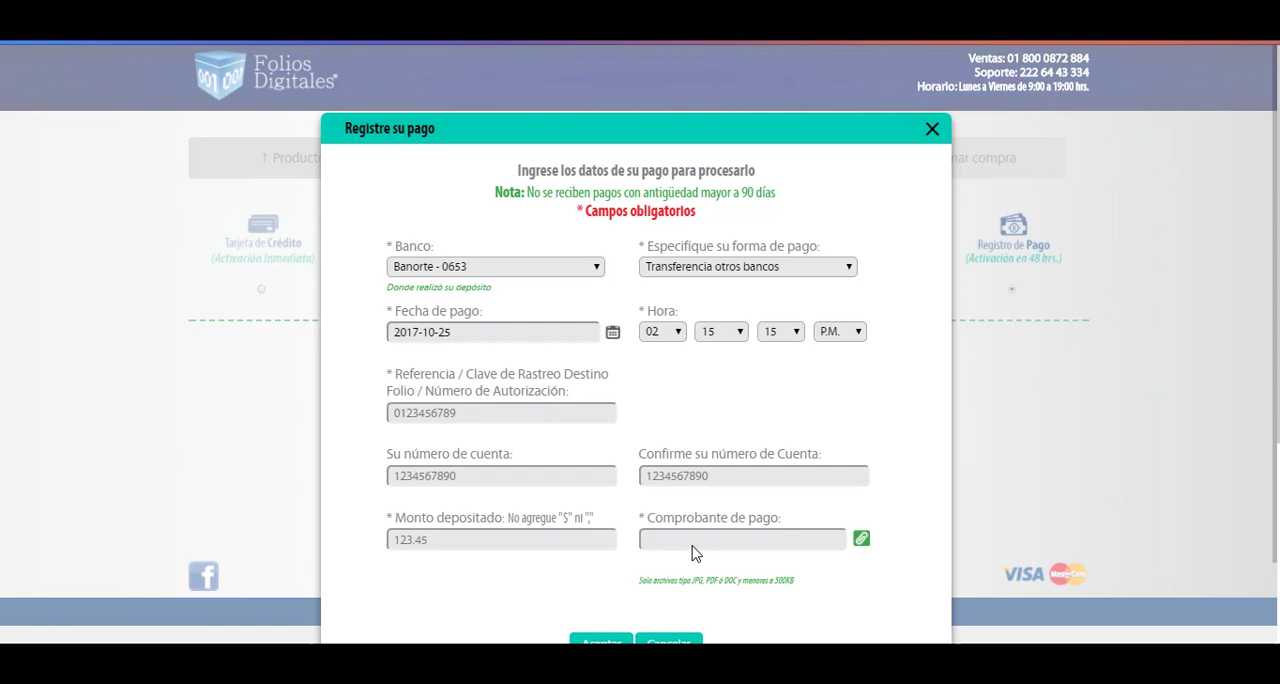 Folios
Digitales
Ventas: 01 800 0872 884
Soporte: 222 64 43 334
Horario: Lunes a Viernes de 9:00 a 19:00 hrs.
Registre su pago
1. Product
mar compra
Ingrese los datos de su pago para procesarlo
Nota: No se reciben pagos con antigüedad mayor a 90 días
* Campos obligatorios
Tarjeta de Crédito
(Activación Inmediata)
Registro de Pago
(Activación en 48 hrs.)
* Banco:
* Especifique su forma de pago:
Banorte - 0653
Transferencia otros bancos
Donde realizó su depósito
* Fecha de pago:
* Hora:
2017-10-25
02 15 15 P.M.
* Referencia / Clave de Rastreo Destino
Folio / Número de Autorización:
0123456789
Su número de cuenta:
Confirme su número de Cuenta:
1234567890
1234567890
* Monto depositado: No agregue "$" ni ","
* Comprobante de pago:
123.45
Solo archivos tipo JPG, PDF ó DOC y menores a 500KB
VISA MasterCard
Aceptar Cancelar